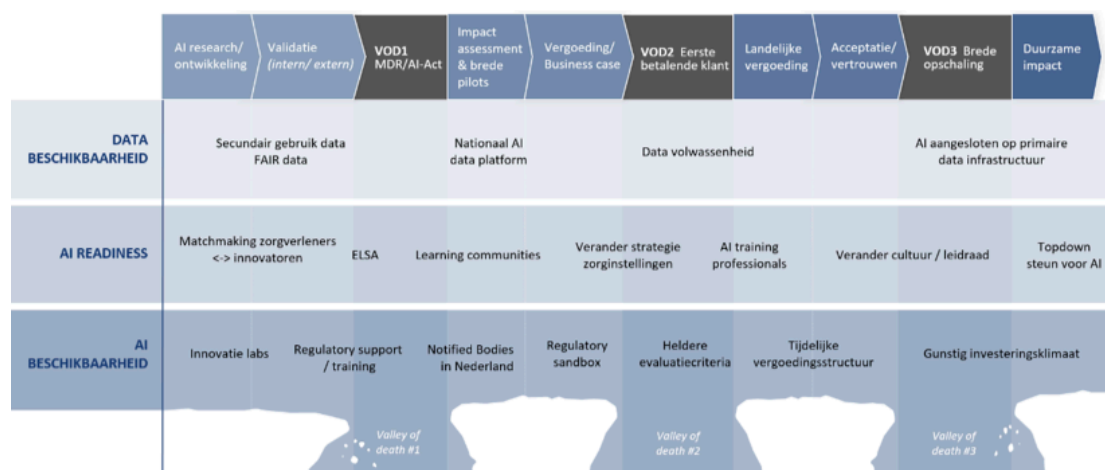 AI research/
ontwikkeling
Validatie
(intern/ extern)
VOD1
MDR/AI-Act
Impact
assessment
& brede
pilots
Vergoeding/
Business case
VOD2 Eerste
betalende klant
Landelijke
vergoeding
Acceptatie/
vertrouwen
VOD3 Brede
opschaling
Duurzame
impact
DATA
BESCHIKBAARHEID
Secundair gebruik data
FAIR data
Nationaal AI
data platform
Data volwassenheid
AI aangesloten op primaire
data infrastructuur
AI READINESS
Matchmaking zorgverleners
<-> innovatoren
ELSA
Learning communities
Verander strategie
zorginstellingen
AI training
professionals
Verander cultuur / leidraad
Topdown
steun voor AI
AI
BESCHIKBAARHEID
Innovatie labs
Regulatory support
/ training
Notified Bodies
in Nederland
Regulatory
sandbox
Heldere
evaluatiecriteria
Tijdelijke
vergoedingsstructuur
Gunstig investeringsklimaat
Valley of
death #1
Valley of
death #2
Valley of
death #3